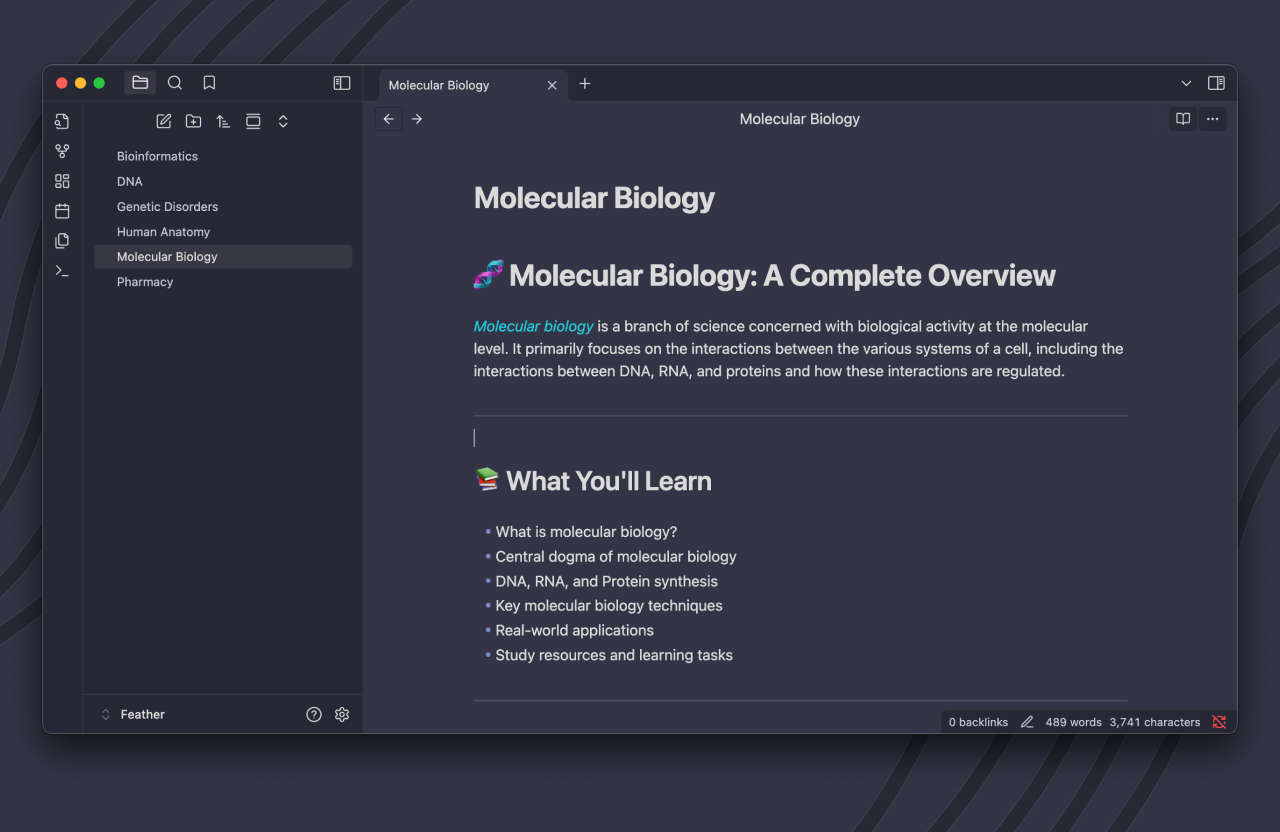 Molecular Biology
Molecular Biology
Bioinformatics
DNA
Genetic Disorders
Human Anatomy
Molecular Biology
Pharmacy
Feather
Molecular Biology
Molecular Biology: A Complete Overview
Molecular biology is a branch of science concerned with biological activity at the molecular
level. It primarily focuses on the interactions between the various systems of a cell, including the
interactions between DNA, RNA, and proteins and how these interactions are regulated.
What You'll Learn
• What is molecular biology?
• Central dogma of molecular biology
• DNA, RNA, and Protein synthesis
• Key molecular biology techniques
• Real-world applications
• Study resources and learning tasks
0 backlinks 489 words 3,741 characters